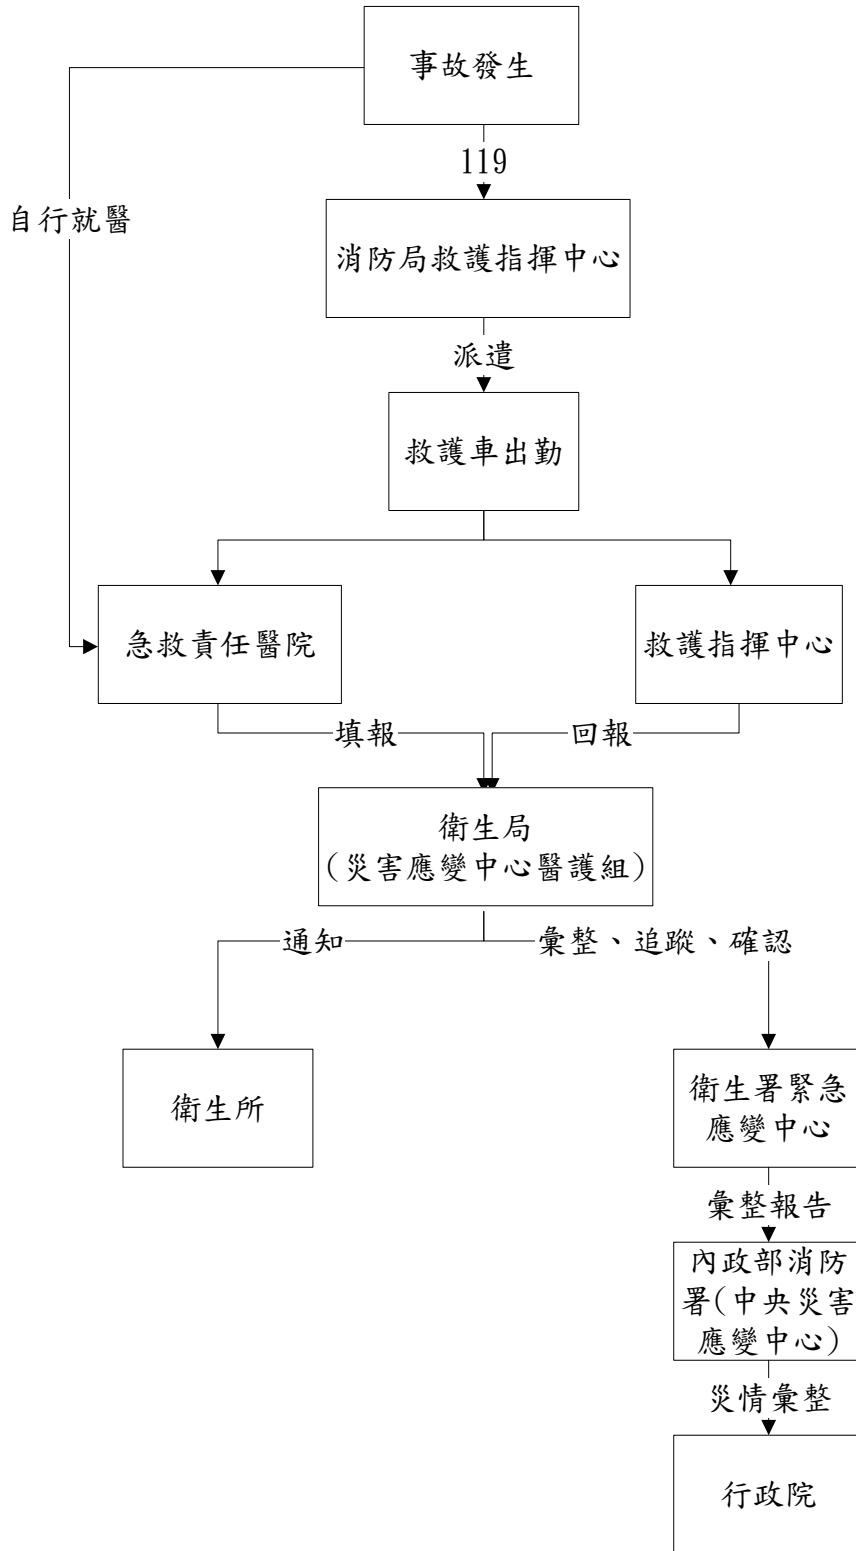 事故發生
119
自行就醫
消防局救護指揮中心
派遣
救護車出勤
急救責任醫院
救護指揮中心
填報
回報
衛生局
(災害應變中心醫護組)
通知
彙整、追蹤、確認
衛生所
衛生署緊急
應變中心
彙整報告
內政部消防
署(中央災害
應變中心)
災情彙整
行政院